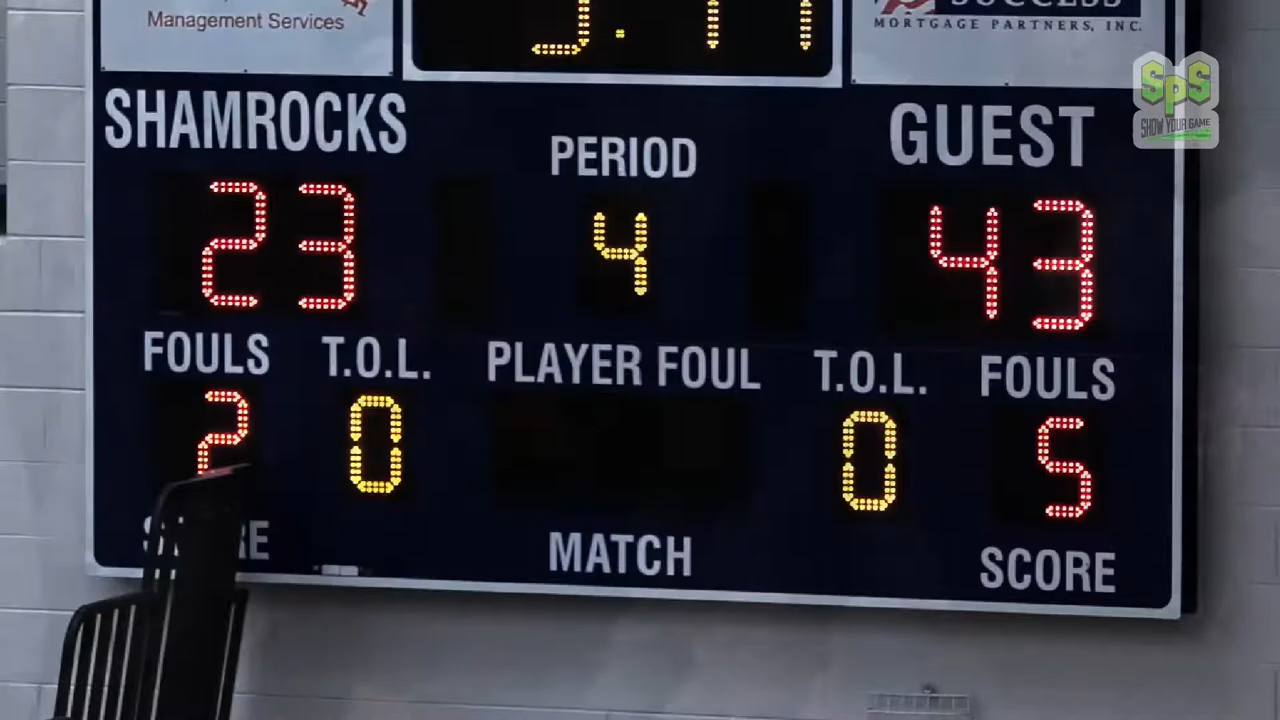 Management Services
SUCCESS
MORTGAGE PARTNERS, INC.
SPS
SHOW YOUR GAME
SHAMROCKS
PERIOD
GUEST
23
4
43
FOULS
T.O.L.
PLAYER FOUL
T.O.L.
FOULS
2
0
0
5
MATCH
SCORE